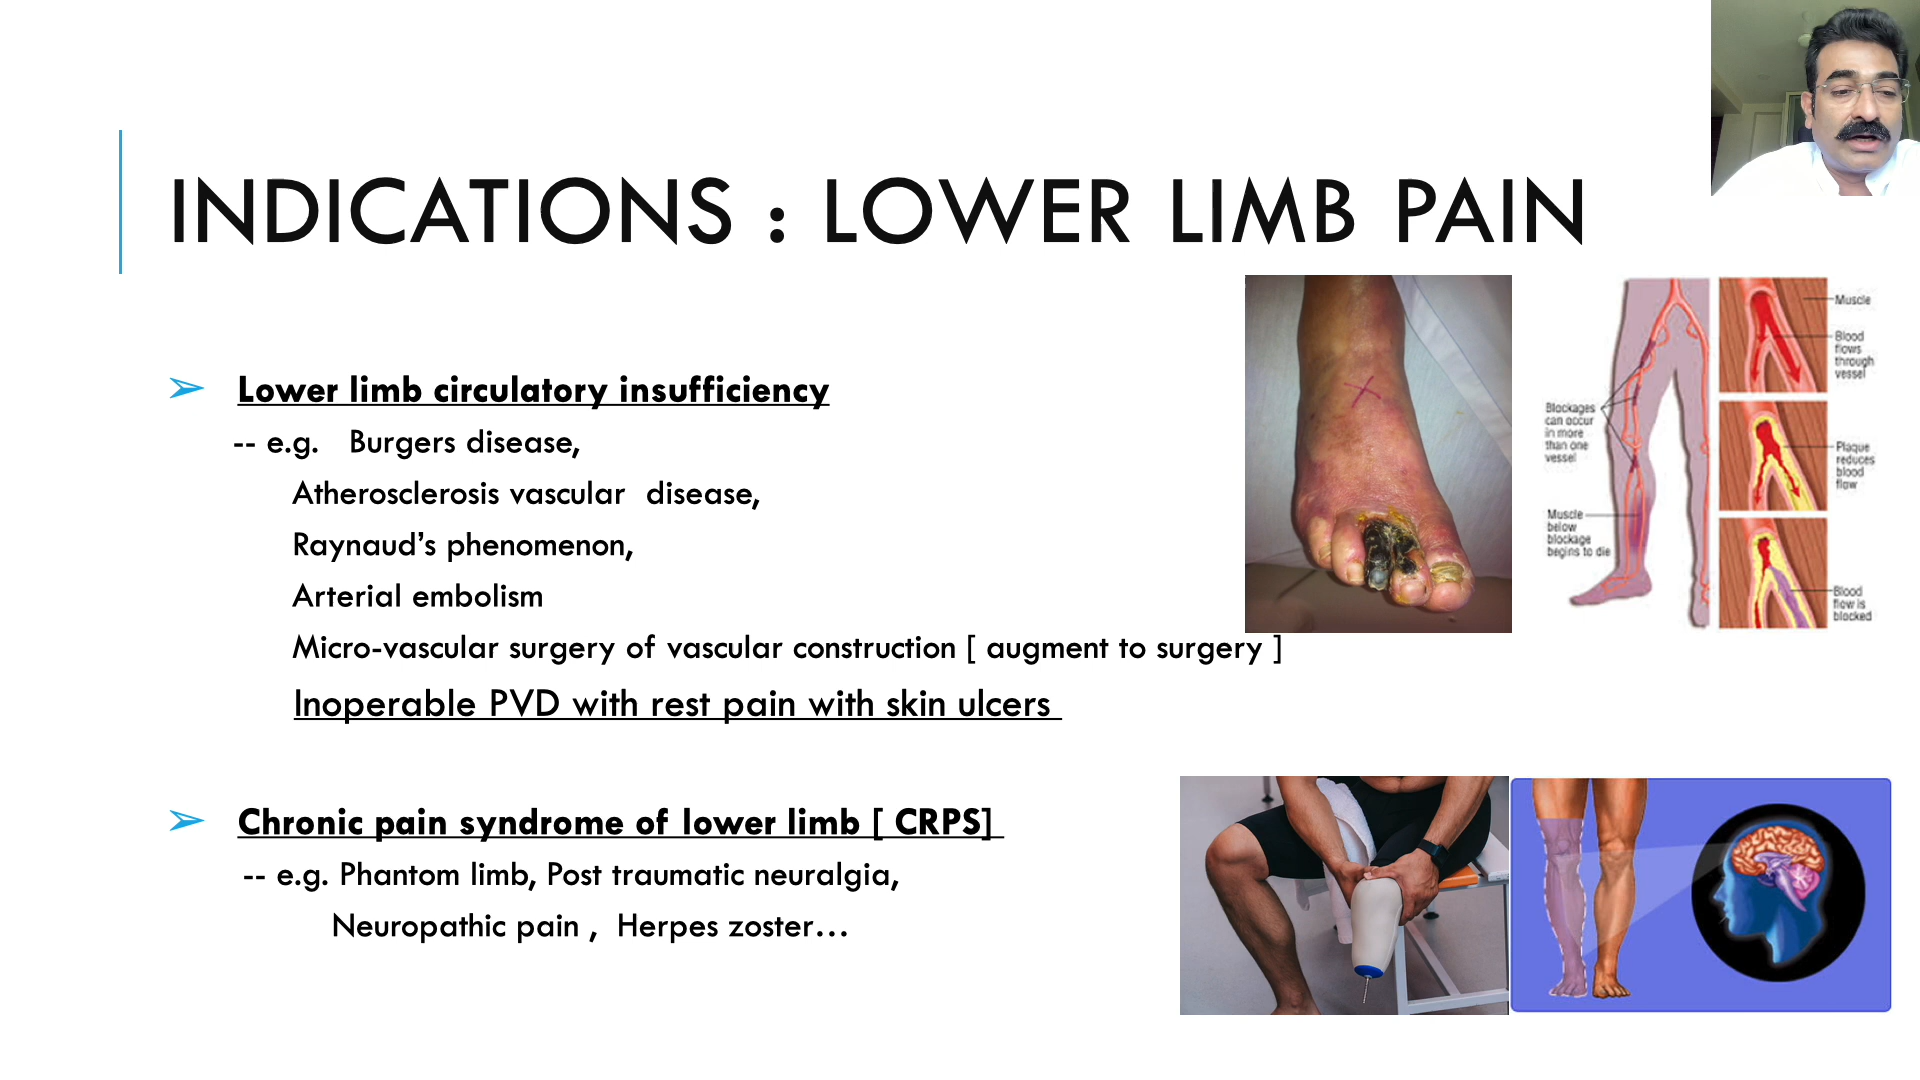 INDICATIONS : LOWER LIMB PAIN
➢ Lower limb circulatory insufficiency
-- e.g. Burgers disease,
Atherosclerosis vascular disease,
Raynaud’s phenomenon,
Arterial embolism
Micro-vascular surgery of vascular construction [ augment to surgery ]
Inoperable PVD with rest pain with skin ulcers
➢ Chronic pain syndrome of lower limb [ CRPS]
-- e.g. Phantom limb, Post traumatic neuralgia,
Neuropathic pain , Herpes zoster…
Blockages
can occur
in more
than one
vessel
Muscle
below
blockage
begins to die
Muscle
Blood
flows
through
vessel
Plaque
reduces
blood
flow
Blood
flow is
blocked